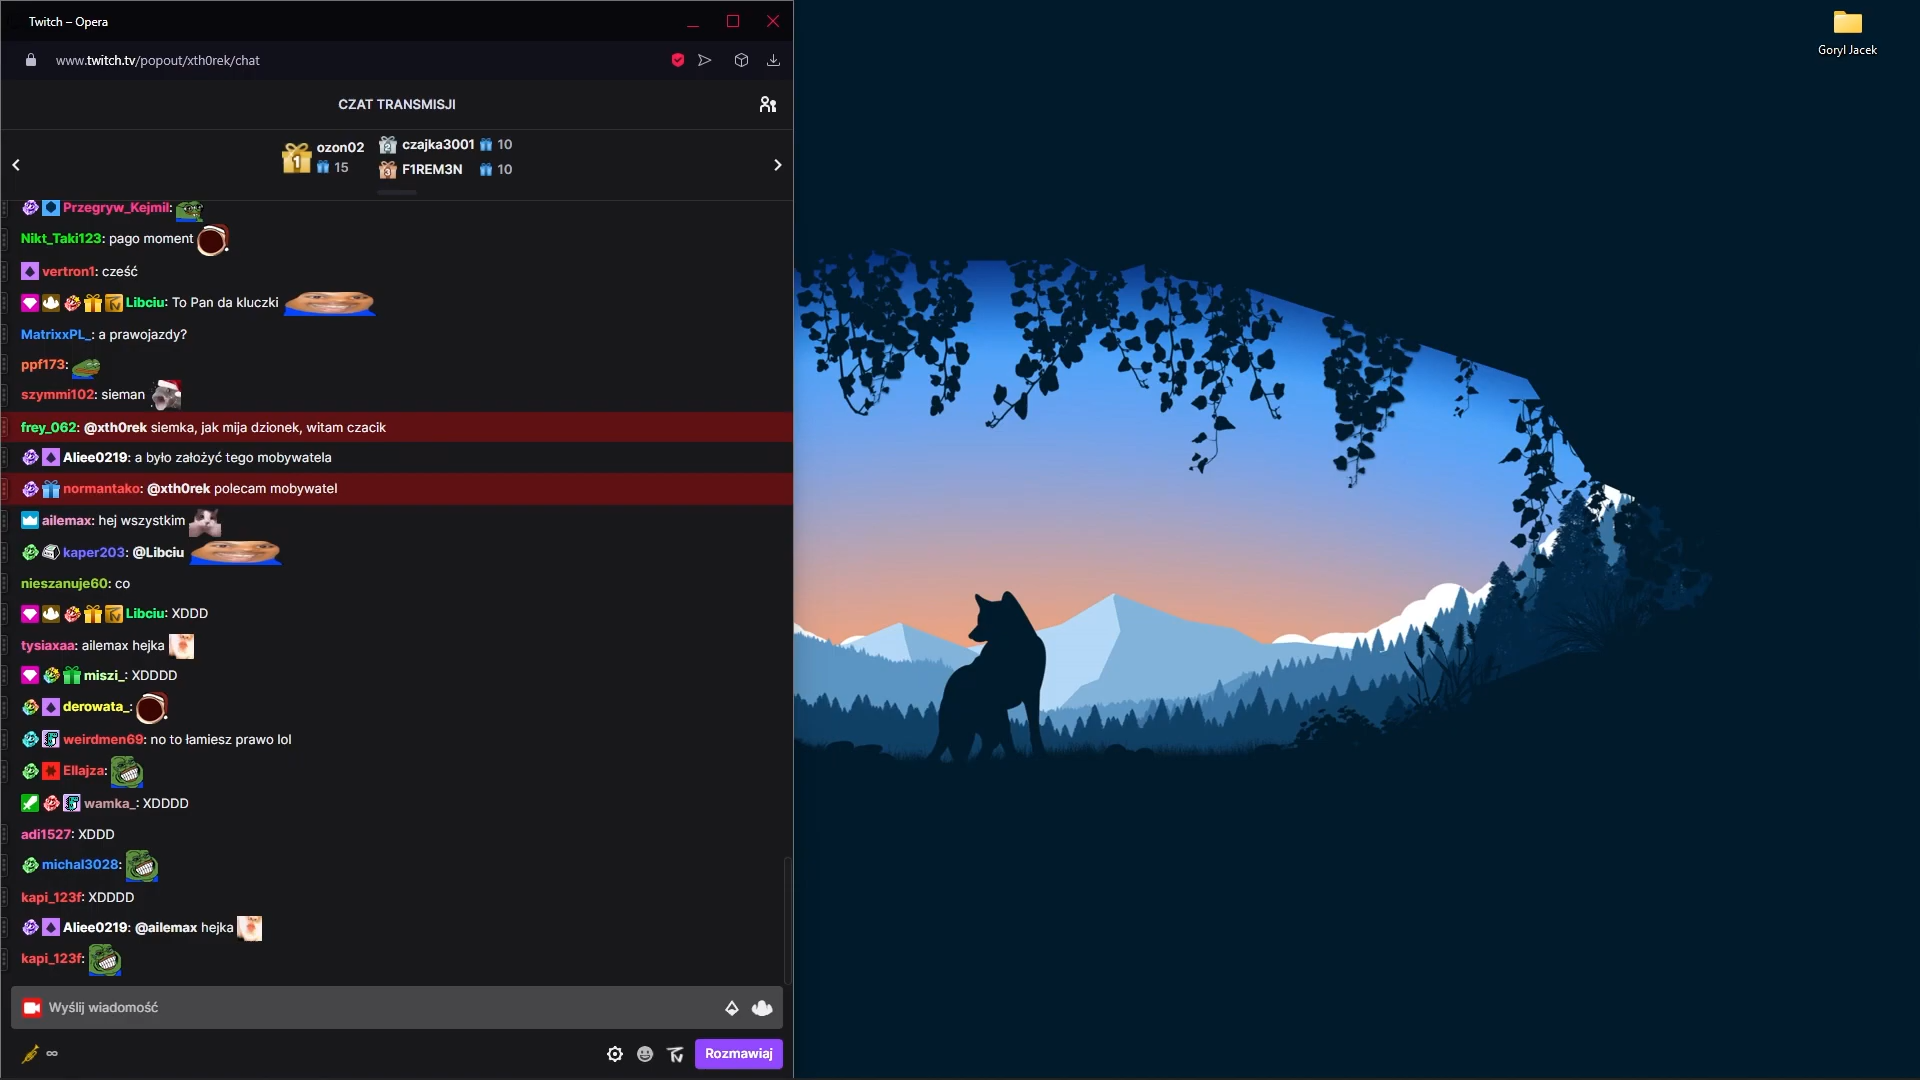 Twitch – Opera
www.twitch.tv/popout/xth0rek/chat
Goryl Jacek
CZAT TRANSMISJI
1 ozon02 15
2 czajka3001 10
3 F1REM3N 10
Przegryw_Kejmil:
Nikt_Taki123: pago moment
vertron1: cześć
Libciu: To Pan da kluczki
MatrixxPL_: a prawojazdy?
ppf173:
szymmi102: sieman
frey_062: @xth0rek siemka, jak mija dzionek, witam czacik
Aliee0219: a było założyć tego mobywatela
normantako: @xth0rek polecam mobywatel
ailemax: hej wszystkim
kaper203: @Libciu
nieszanuje60: co
Libciu: XDDD
tysiaxaa: ailemax hejka
miszi_: XDDDD
derowata_:
weirdmen69: no to łamiesz prawo lol
Ellajza:
wamka_: XDDDD
adi1527: XDDD
michal3028:
kapi_123f: XDDDD
Aliee0219: @ailemax hejka
kapi_123f:
Wyślij wiadomość
∞
Rozmawiaj